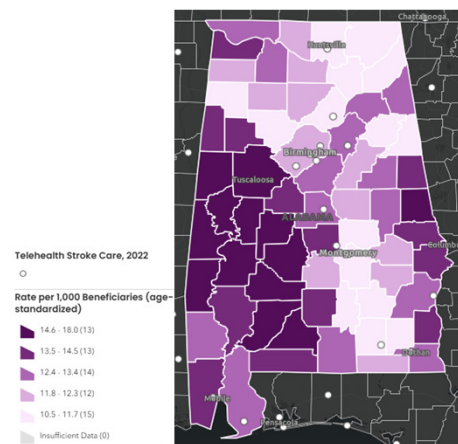 Chattanooga
Huntsville
Birmingham
Tuscaloosa
ALABAMA
Montgomery
Columbus
Dothan
Mobile
Pensacola
Telehealth Stroke Care, 2022
Rate per 1,000 Beneficiaries (age-
standardized)
14.6 - 18.0 (13)
13.5 - 14.5 (13)
12.4 - 13.4 (14)
11.8 - 12.3 (12)
10.5 - 11.7 (15)
Insufficient Data (0)